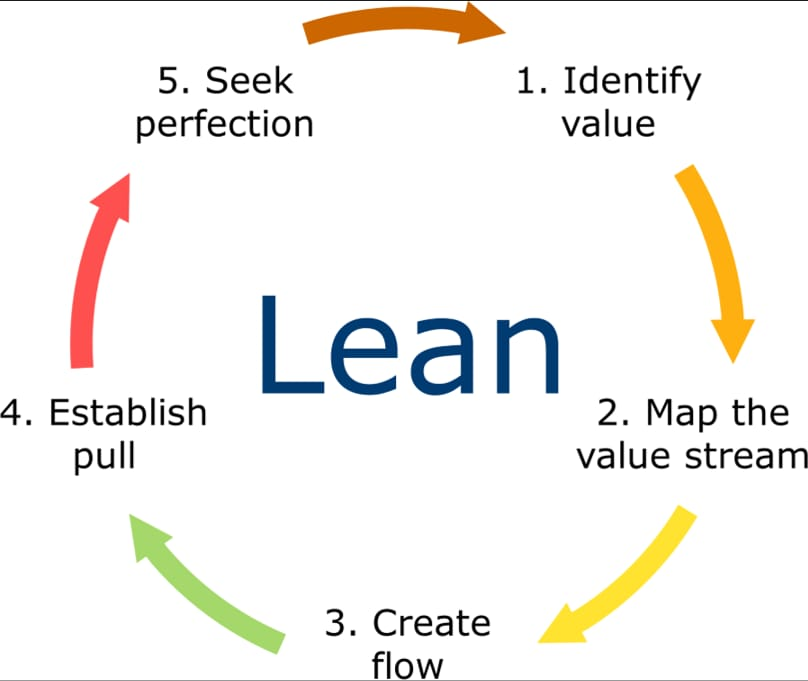 5. Seek
perfection
1. Identify
value
Lean
4. Establish
pull
2. Map the
value stream
3. Create
flow